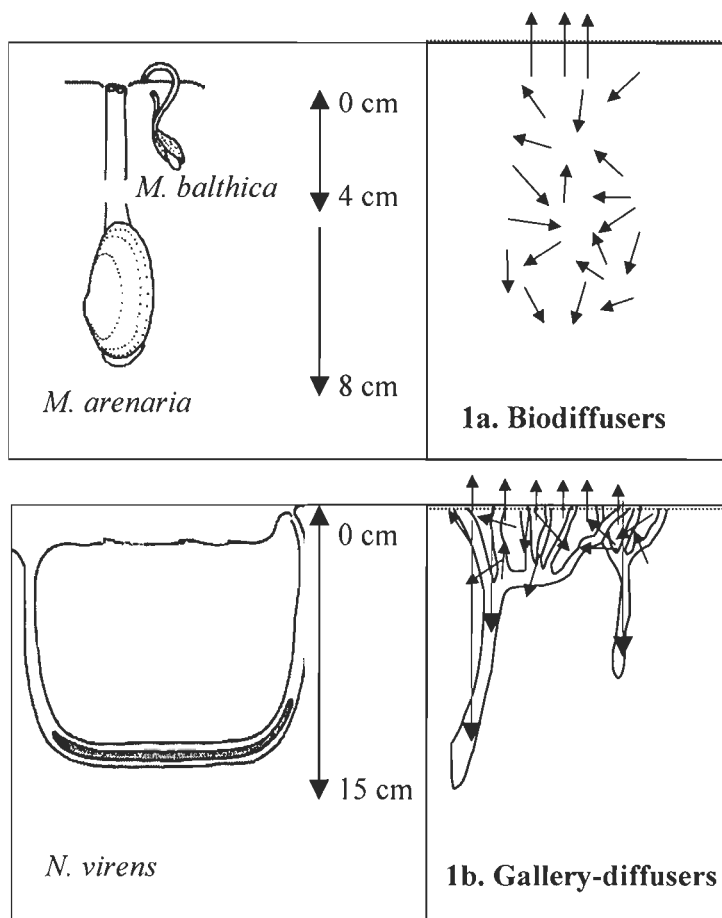 0 cm
M. balthica
4 cm
8 cm
M. arenaria
1a. Biodiffusers
0 cm
15 cm
N. virens
1b. Gallery-diffusers